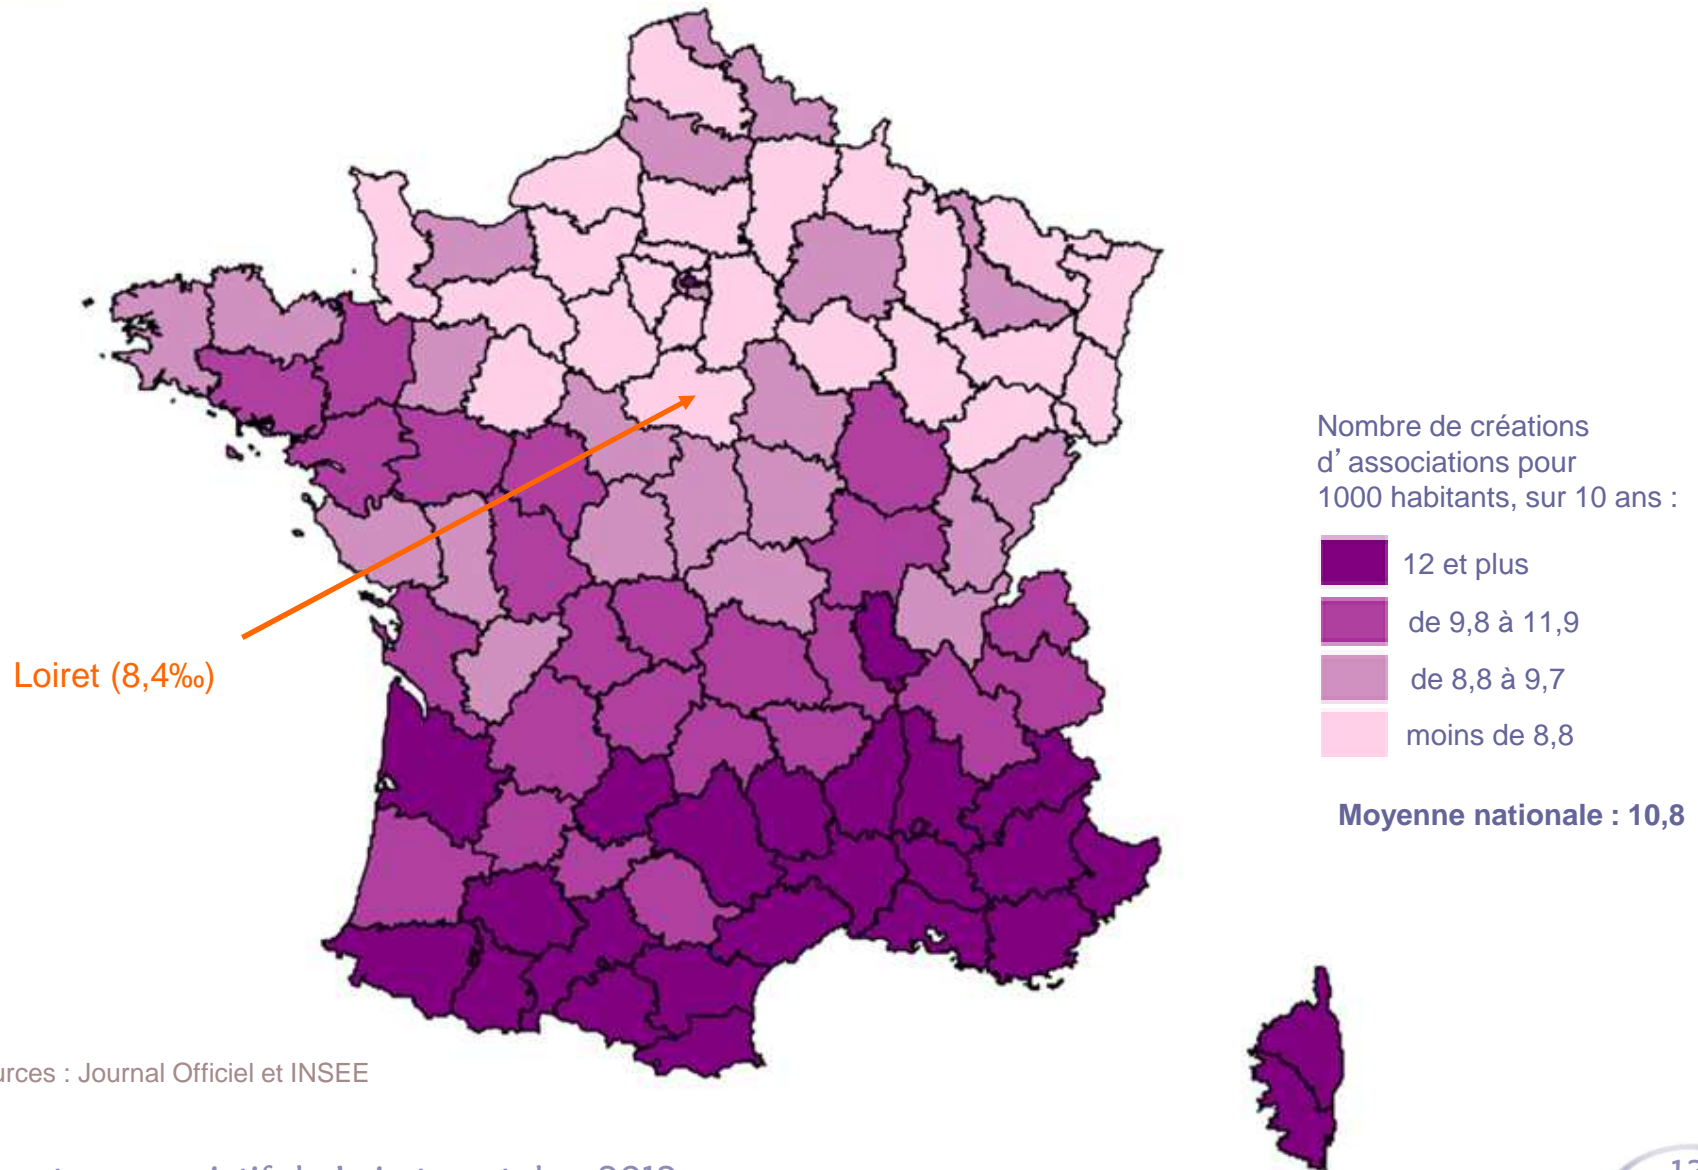 Nombre de créations
d'associations pour
1000 habitants, sur 10 ans :
12 et plus
de 9,8 à 11,9
de 8,8 à 9,7
moins de 8,8
Moyenne nationale : 10,8
Loiret (8,4‰)
urces : Journal Officiel et INSEE